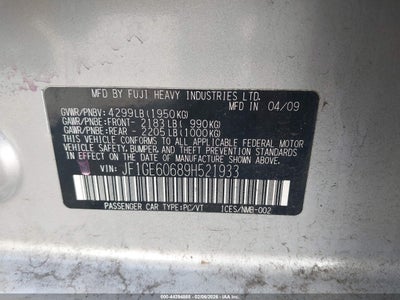 MFD BY FUJI HEAVY INDUSTRIES LTD.
MFD IN 04/09
GVWR/PNBV: 4299LB (1950KG)
GAWR/PNBE: FRONT- 2183LB ( 990KG)
GAWR/PNBE: REAR - 2205LB (1000KG)
THIS VEHICLE CONFORMS TO ALL APPLICABLE FEDERAL MOTOR
VEHICLE SAFETY, BUMPER, AND THEFT PREVENTION
STANDARDS IN EFFECT ON THE DATE OF MANUFACTURE
SHOWN ABOVE
VIN: JF1GE60689H521933
PASSENGER CAR TYPE:PC/VT ICES/NMB-002